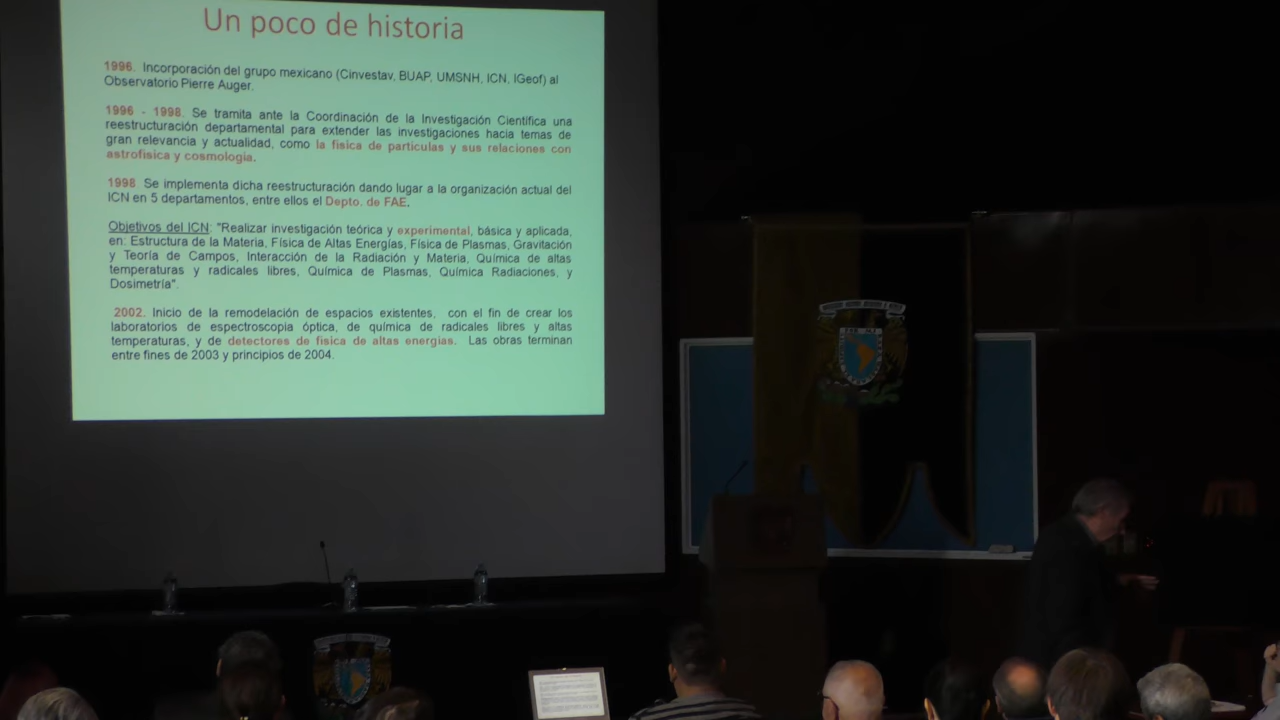 Un poco de historia
1996. Incorporación del grupo mexicano (Cinvestav, BUAP, UMSNH, ICN, IGeof) al
Observatorio Pierre Auger.
1996 - 1998. Se tramita ante la Coordinación de la Investigación Científica una
reestructuración departamental para extender las investigaciones hacia temas de
gran relevancia y actualidad, como la física de partículas y sus relaciones con
astrofísica y cosmología.
1998 Se implementa dicha reestructuración dando lugar a la organización actual del
ICN en 5 departamentos, entre ellos el Depto. de FAE.
Objetivos del ICN: "Realizar investigación teórica y experimental, básica y aplicada,
en: Estructura de la Materia, Física de Altas Energías, Física de Plasmas, Gravitación
y Teoría de Campos, Interacción de la Radiación y Materia, Química de altas
temperaturas y radicales libres, Química de Plasmas, Química Radiaciones, y
Dosimetría".
2002. Inicio de la remodelación de espacios existentes, con el fin de crear los
laboratorios de espectroscopia óptica, de química de radicales libres y altas
temperaturas, y de detectores de física de altas energías. Las obras terminan
entre fines de 2003 y principios de 2004.